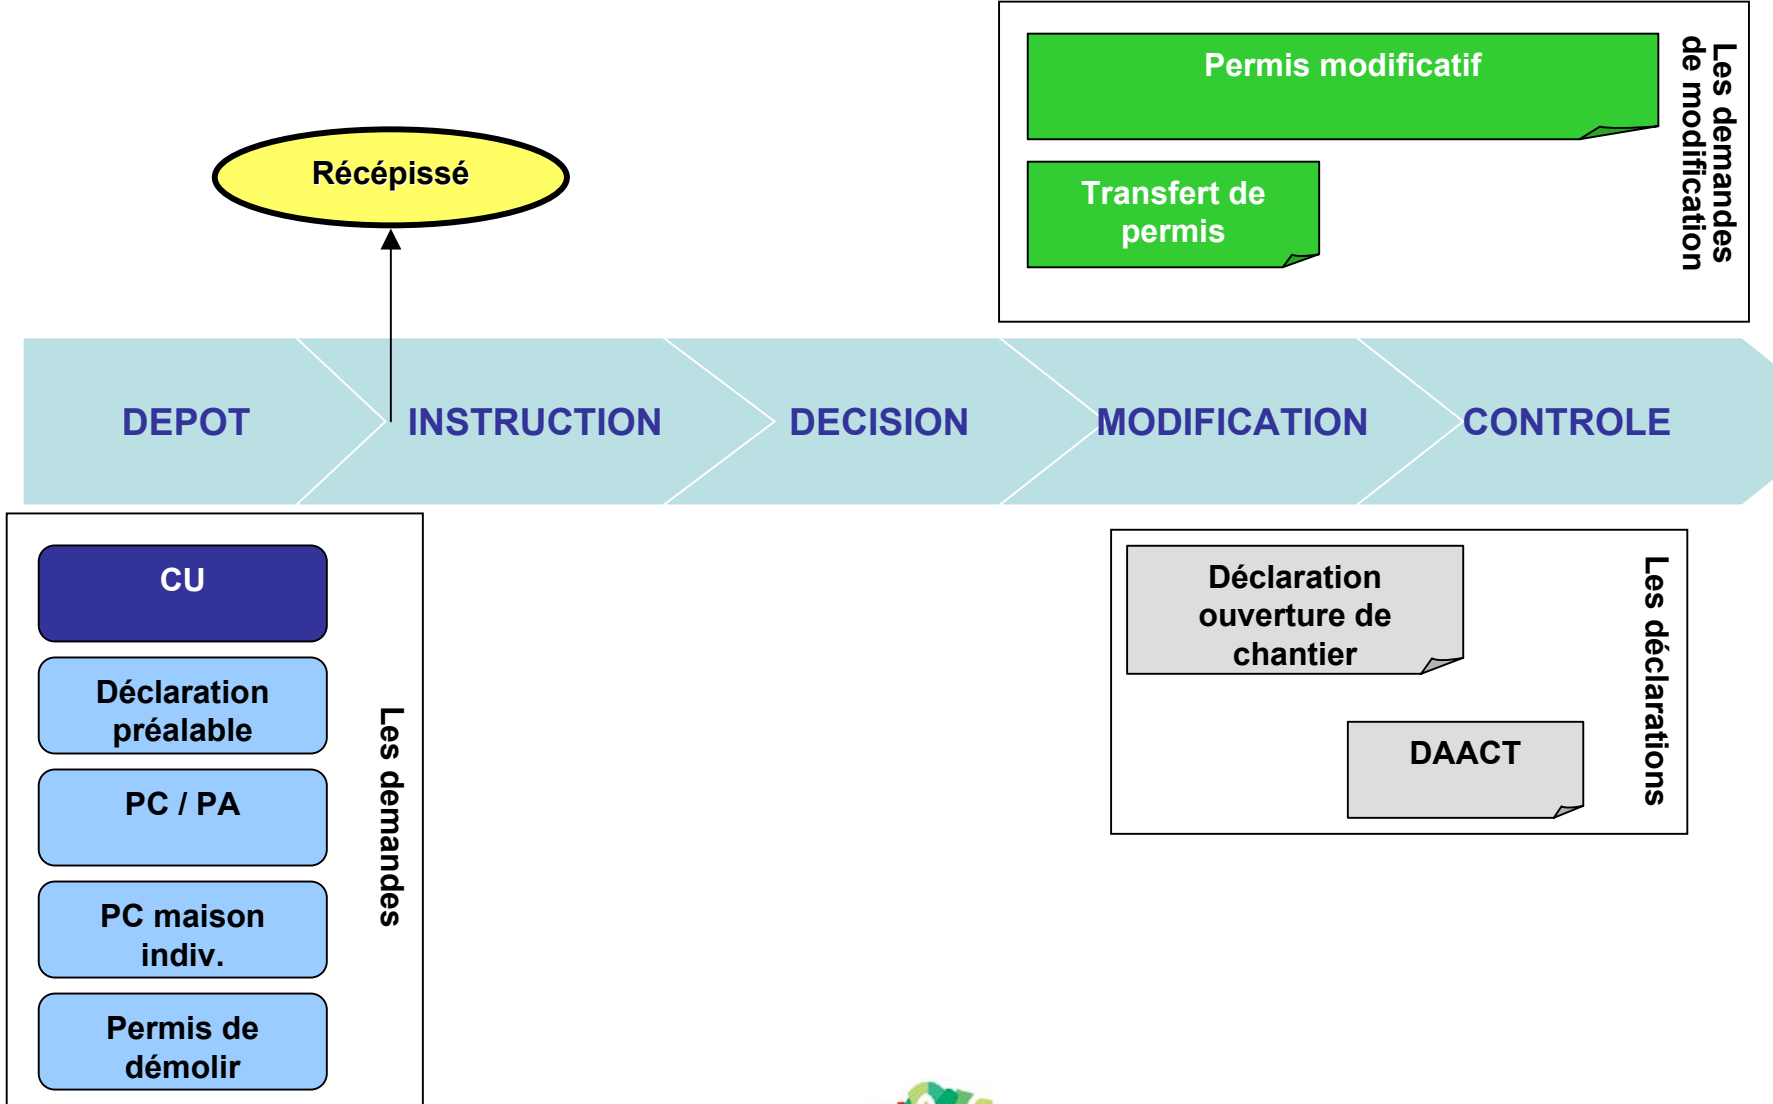 Permis modificatif
Transfert de
permis
Les demandes
de modification
Récépissé
DEPOT
INSTRUCTION
DECISION
MODIFICATION
CONTROLE
CU
Déclaration
préalable
PC / PA
PC maison
indiv.
Permis de
démolir
Les demandes
Déclaration
ouverture de
chantier
DAACT
Les déclarations